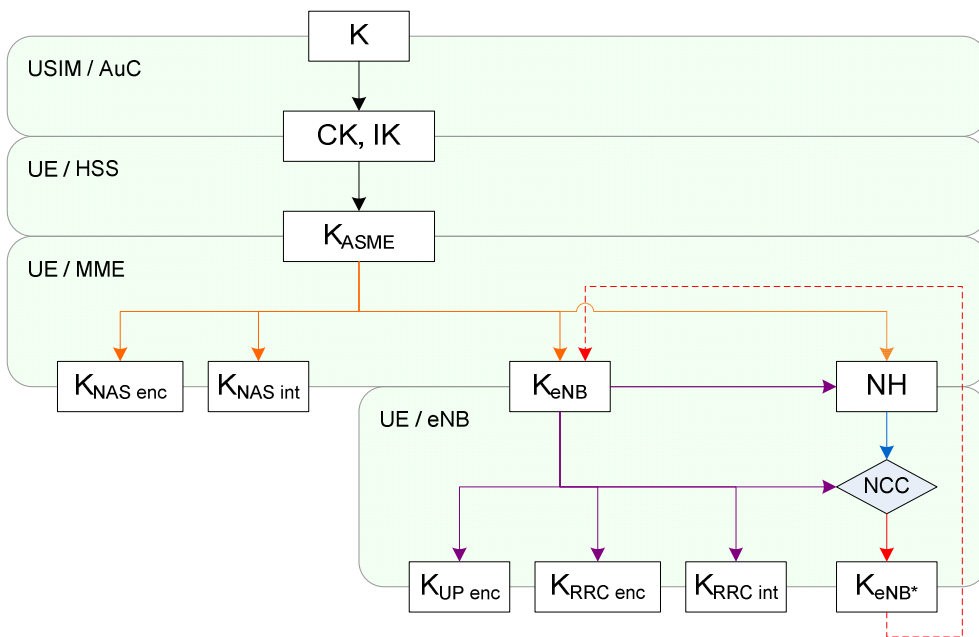 K
USIM / AuC
CK, IK
UE / HSS
KASME
UE / MME
KNAS enc
KNAS int
KeNB
NH
UE / eNB
NCC
KUP enc
KRRC enc
KRRC int
KeNB*